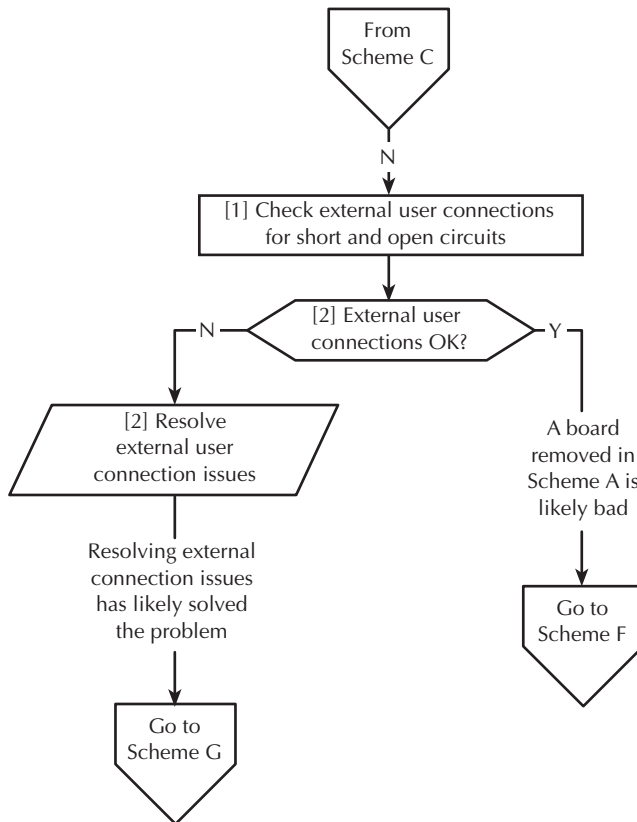 From
Scheme C
N
[1] Check external user connections
for short and open circuits
[2] External user
connections OK?
N
Y
[2] Resolve
external user
connection issues
A board
removed in
Scheme A is
likely bad
Resolving external
connection issues
has likely solved
the problem
Go to
Scheme F
Go to
Scheme G